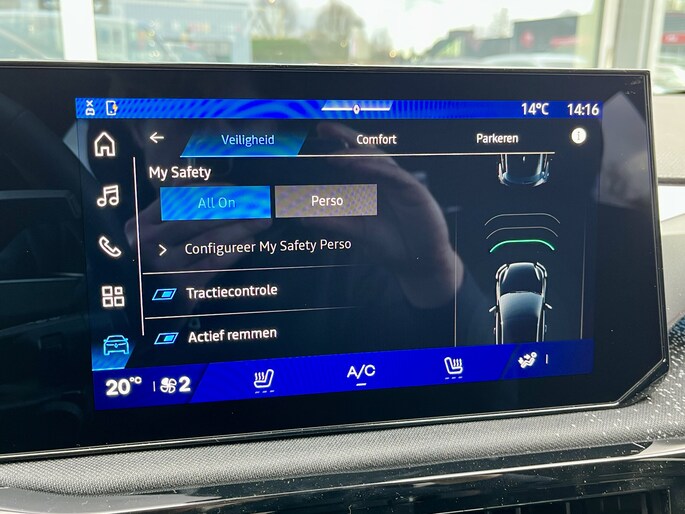 14°C 14:16
Veiligheid Comfort Parkeren
My Safety
All On Perso
Configureer My Safety Perso
Tractiecontrole
Actief remmen
20°C 2 A/C